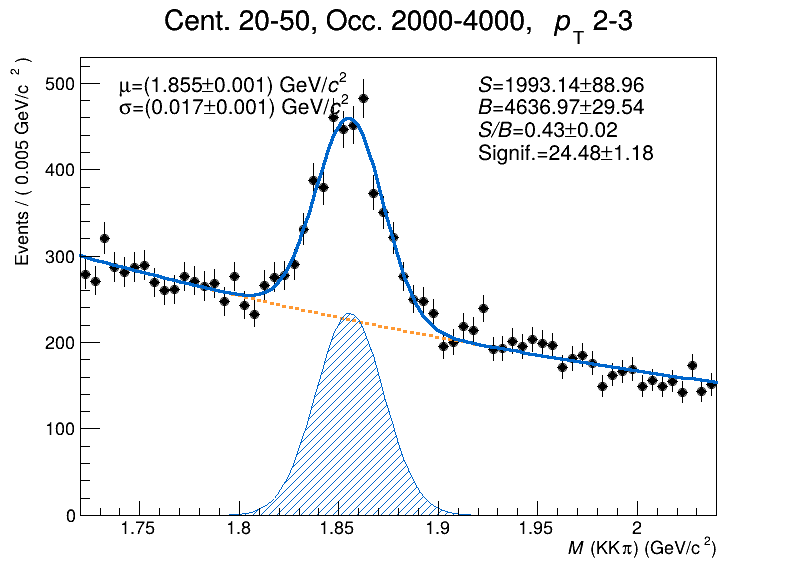 Cent. 20-50, Occ. 2000-4000, pT 2-3
Events / ( 0.005 GeV/c² )
μ=(1.855±0.001) GeV/c²
σ=(0.017±0.001) GeV/c²
S=1993.14±88.96
B=4636.97±29.54
S/B=0.43±0.02
Signif.=24.48±1.18
500
400
300
200
100
0
1.75 1.8 1.85 1.9 1.95 2
M (KKπ) (GeV/c²)